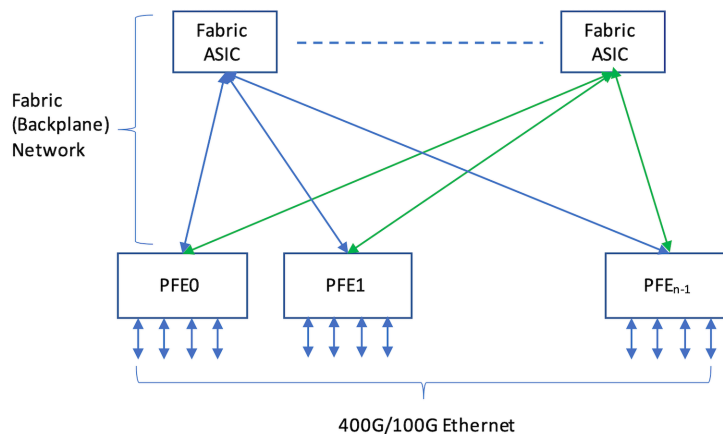 Fabric
ASIC
Fabric
ASIC
Fabric
(Backplane)
Network
PFE0
PFE1
PFEn-1
400G/100G Ethernet